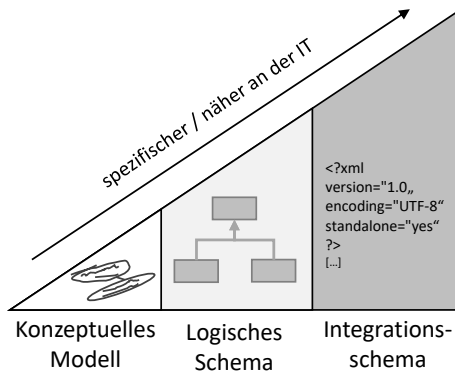 spezifischer / näher an der IT
<?xml
version="1.0„
encoding="UTF-8“
standalone="yes“
?>
[...]
Konzeptuelles
Modell
Logisches
Schema
Integrations-
schema